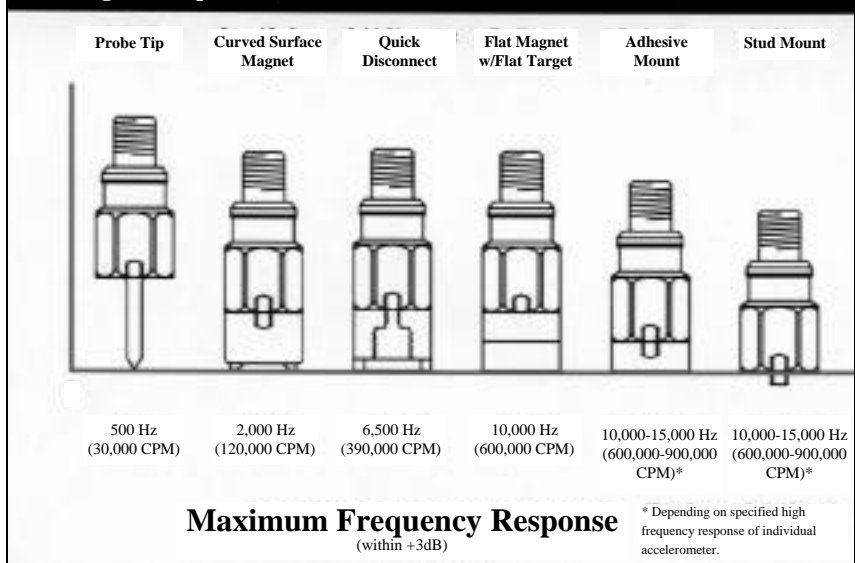 Probe Tip
Curved Surface
Magnet
Quick
Disconnect
Flat Magnet
w/Flat Target
Adhesive
Mount
Stud Mount
500 Hz
(30,000 CPM)
2,000 Hz
(120,000 CPM)
6,500 Hz
(390,000 CPM)
10,000 Hz
(600,000 CPM)
10,000-15,000 Hz
(600,000-900,000
CPM)*
10,000-15,000 Hz
(600,000-900,000
CPM)*
Maximum Frequency Response
(within +3dB)
* Depending on specified high
frequency response of individual
accelerometer.